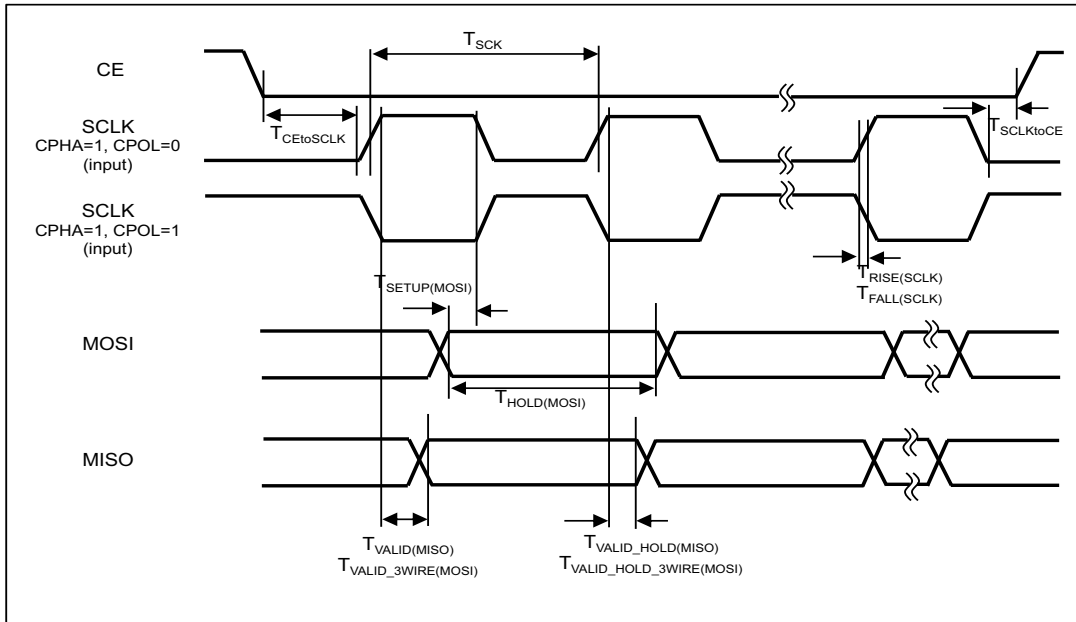 CE
T_SCK
T_CEtoSCLK
T_SCLKtoCE
SCLK
CPHA=1, CPOL=0
(input)
SCLK
CPHA=1, CPOL=1
(input)
T_RISE(SCLK)
T_FALL(SCLK)
T_SETUP(MOSI)
MOSI
T_HOLD(MOSI)
MISO
T_VALID(MISO)
T_VALID_3WIRE(MOSI)
T_VALID_HOLD(MISO)
T_VALID_HOLD_3WIRE(MOSI)